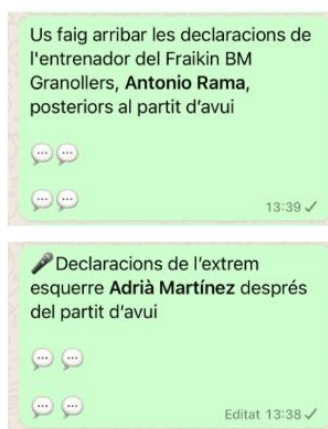 Us faig arribar les declaracions de
l'entrenador del Fraikin BM
Granollers, Antonio Rama,
posteriors al partit d'avui
💬💬
💬💬
13:39 ✓
🎤Declaracions de l'extrem
esquerre Adrià Martínez després
del partit d'avui
💬 💬
💬 💬
Editat 13:38 ✓